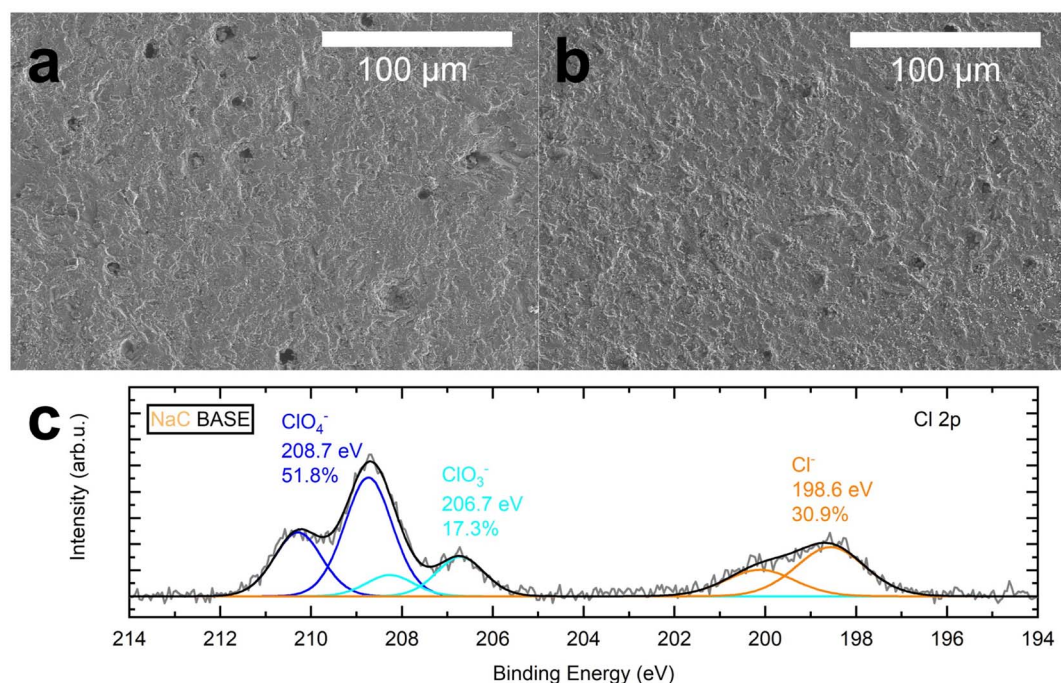 a
100 µm
b
100 µm
c
NaC BASE
Cl 2p
ClO₄⁻
208.7 eV
51.8%
ClO₃⁻
206.7 eV
17.3%
Cl⁻
198.6 eV
30.9%
Intensity (arb.u.)
214 212 210 208 206 204 202 200 198 196 194
Binding Energy (eV)